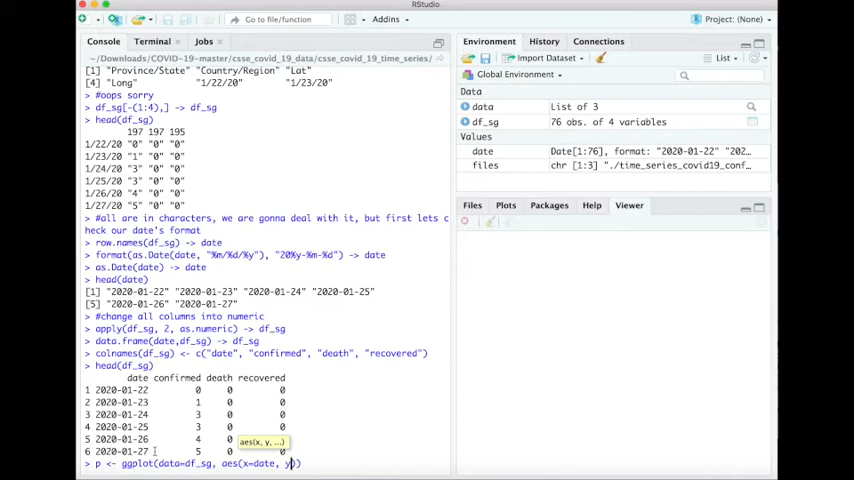 RStudio
Go to file/function
Addins
Project: (None)
Console Terminal × Jobs ×
~/Downloads/COVID-19-master/csse_covid_19_data/csse_covid_19_time_series/
[1] "Province/State" "Country/Region" "Lat"
[4] "Long" "1/22/20" "1/23/20"
> #oops sorry
> df_sg[-(1:4),] -> df_sg
> head(df_sg)
197 197 195
1/22/20 "0" "0" "0"
1/23/20 "1" "0" "0"
1/24/20 "3" "0" "0"
1/25/20 "3" "0" "0"
1/26/20 "4" "0" "0"
1/27/20 "5" "0" "0"
> #all are in characters, we are gonna deal with it, but first lets c
heck our date's format
> row.names(df_sg) -> date
> format(as.Date(date, "%m/%d/%y"), "20%y-%m-%d") -> date
> as.Date(date) -> date
> head(date)
[1] "2020-01-22" "2020-01-23" "2020-01-24" "2020-01-25"
[5] "2020-01-26" "2020-01-27"
> #change all columns into numeric
> apply(df_sg, 2, as.numeric) -> df_sg
> data.frame(date,df_sg) -> df_sg
> colnames(df_sg) <- c("date", "confirmed", "death", "recovered")
> head(df_sg)
date confirmed death recovered
1 2020-01-22 0 0 0
2 2020-01-23 1 0 0
3 2020-01-24 3 0 0
4 2020-01-25 3 0 0
5 2020-01-26 4 0
aes(x, y, ...)
6 2020-01-27 5 0 0
> p <- ggplot(data=df_sg, aes(x=date, y))
Environment History Connections
Import Dataset List
Global Environment
Data
data List of 3
df_sg 76 obs. of 4 variables
Values
date Date[1:76], format: "2020-01-22" "202…
files chr [1:3] "./time_series_covid19_conf…
Files Plots Packages Help Viewer